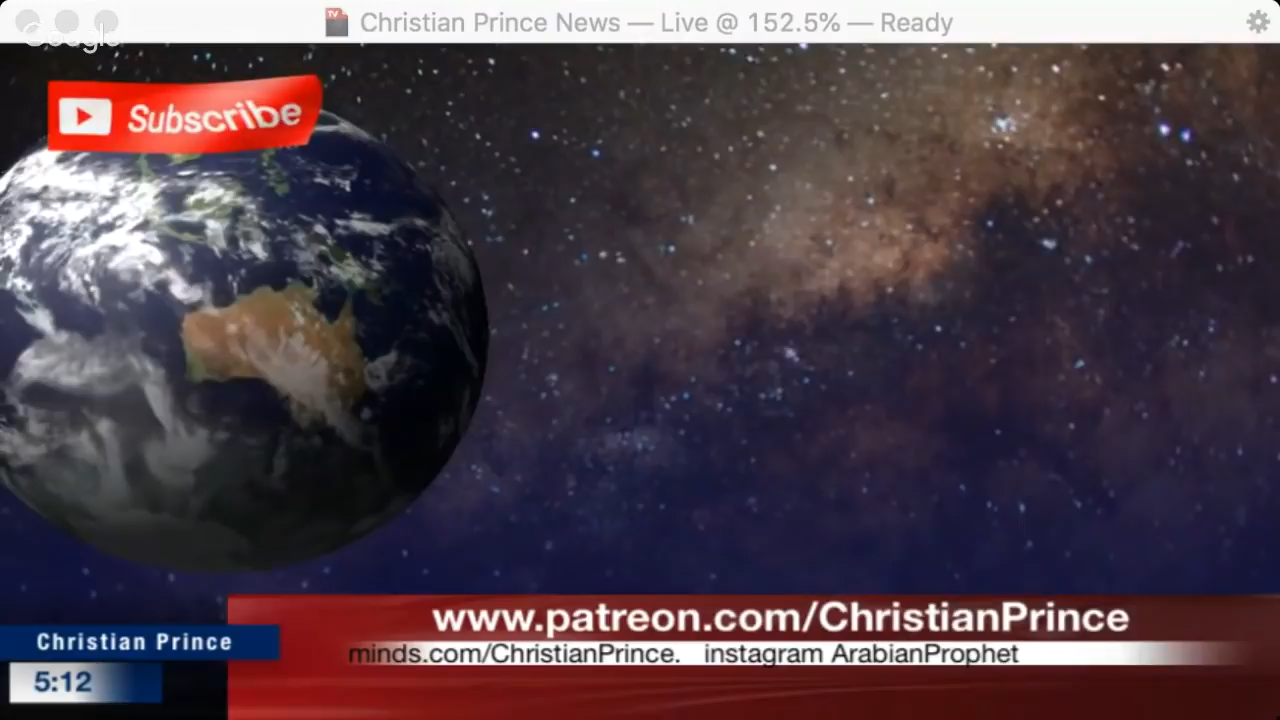 Christian Prince News — Live @ 152.5% — Ready
Google
Subscribe
www.patreon.com/ChristianPrince
Christian Prince
minds.com/ChristianPrince. instagram ArabianProphet
5:12